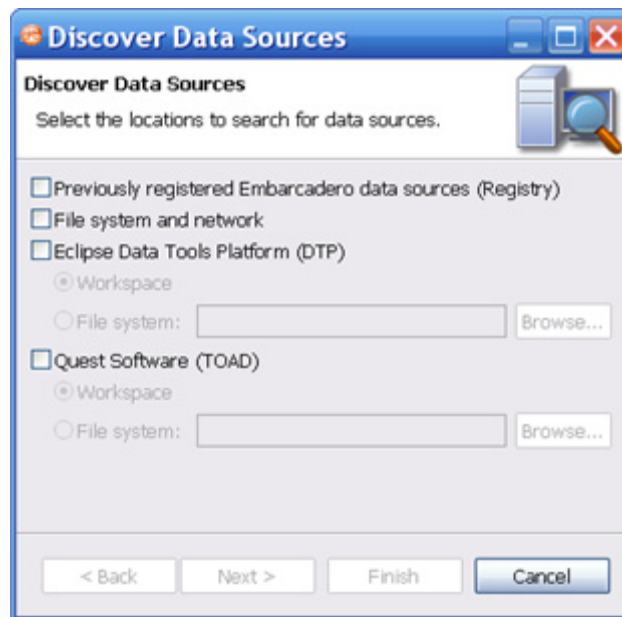 Discover Data Sources
Discover Data Sources
Select the locations to search for data sources.
Previously registered Embarcadero data sources (Registry)
File system and network
Eclipse Data Tools Platform (DTP)
Workspace
File system: Browse...
Quest Software (TOAD)
Workspace
File system: Browse...
< Back Next > Finish Cancel